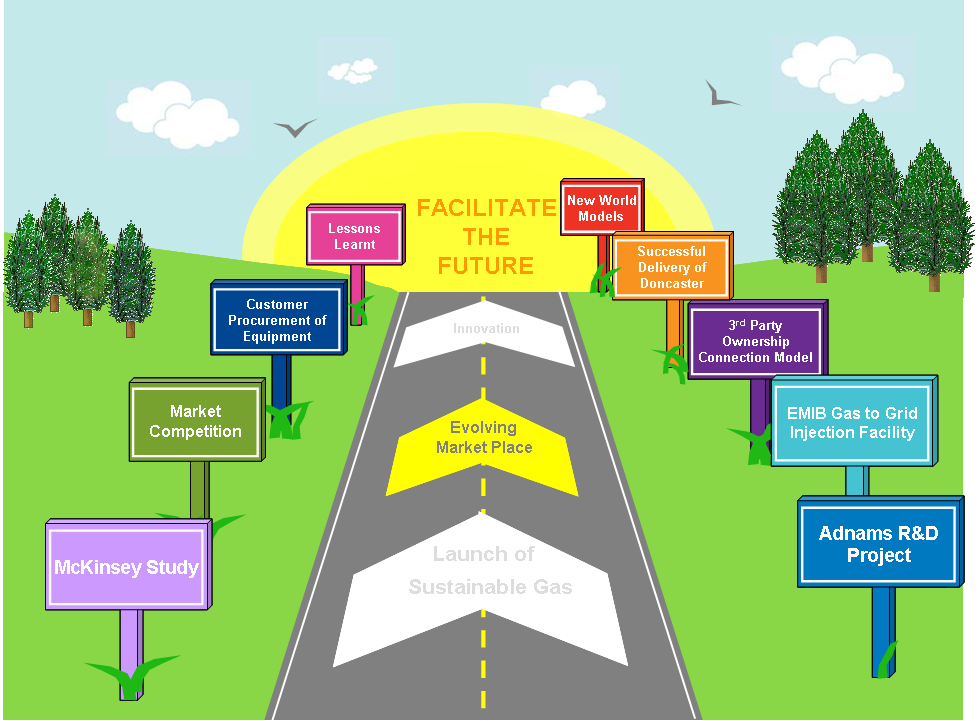 FACILITATE
THE
FUTURE
New World
Models
Lessons
Learnt
Successful
Delivery of
Doncaster
Customer
Procurement of
Equipment
Innovation
3rd Party
Ownership
Connection Model
Market
Competition
Evolving
Market Place
EMIB Gas to Grid
Injection Facility
McKinsey Study
Launch of
Sustainable Gas
Adnams R&D
Project